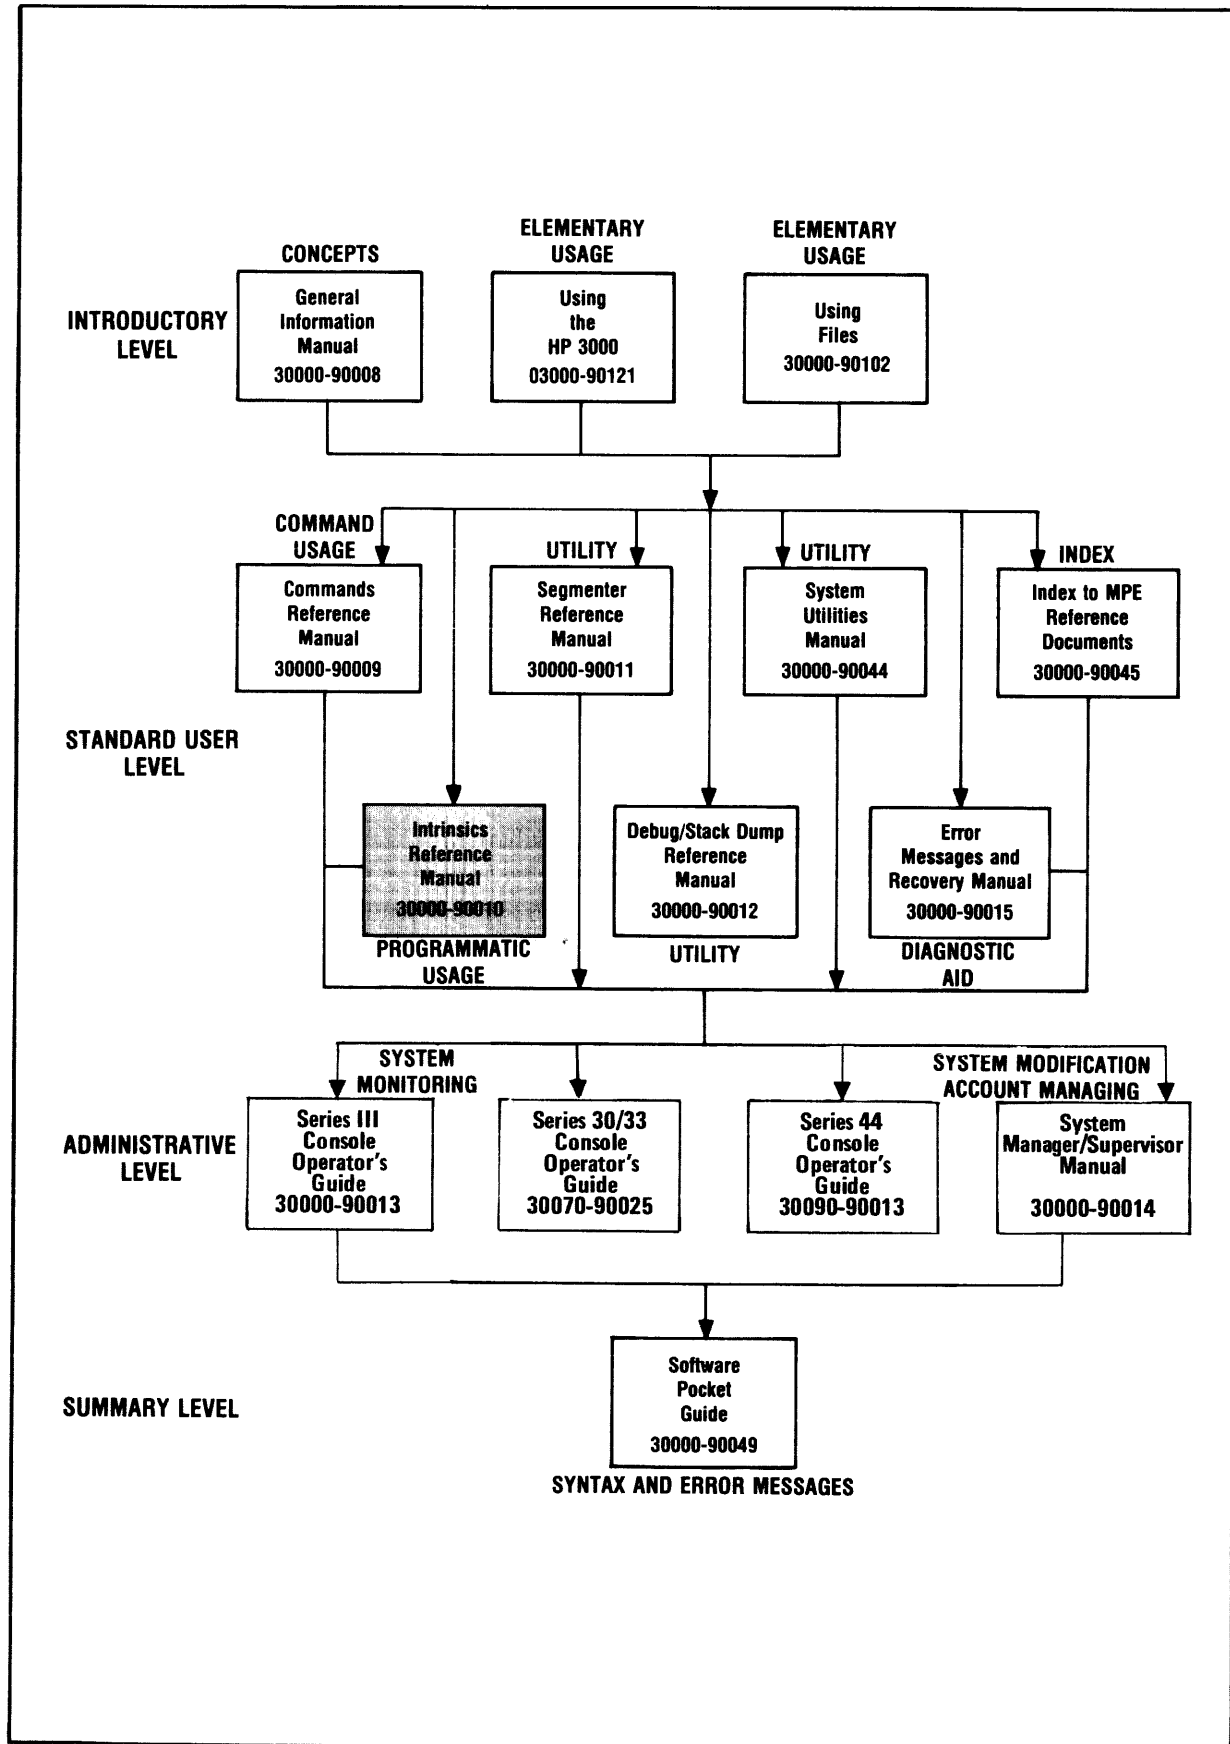 CONCEPTS
General
Information
Manual
30000-90008
ELEMENTARY
USAGE
Using
the
HP 3000
03000-90121
ELEMENTARY
USAGE
Using
Files
30000-90102
INTRODUCTORY
LEVEL
COMMAND
USAGE
Commands
Reference
Manual
30000-90009
UTILITY
Segmenter
Reference
Manual
30000-90011
UTILITY
System
Utilities
Manual
30000-90044
INDEX
Index to MPE
Reference
Documents
30000-90045
STANDARD USER
LEVEL
Intrinsics
Reference
Manual
30000-90010
PROGRAMMATIC
USAGE
Debug/Stack Dump
Reference
Manual
30000-90012
UTILITY
Error
Messages and
Recovery Manual
30000-90015
DIAGNOSTIC
AID
SYSTEM
MONITORING
SYSTEM MODIFICATION
ACCOUNT MANAGING
ADMINISTRATIVE
LEVEL
Series III
Console
Operator's
Guide
30000-90013
Series 30/33
Console
Operator's
Guide
30070-90025
Series 44
Console
Operator's
Guide
30090-90013
System
Manager/Supervisor
Manual
30000-90014
SUMMARY LEVEL
Software
Pocket
Guide
30000-90049
SYNTAX AND ERROR MESSAGES